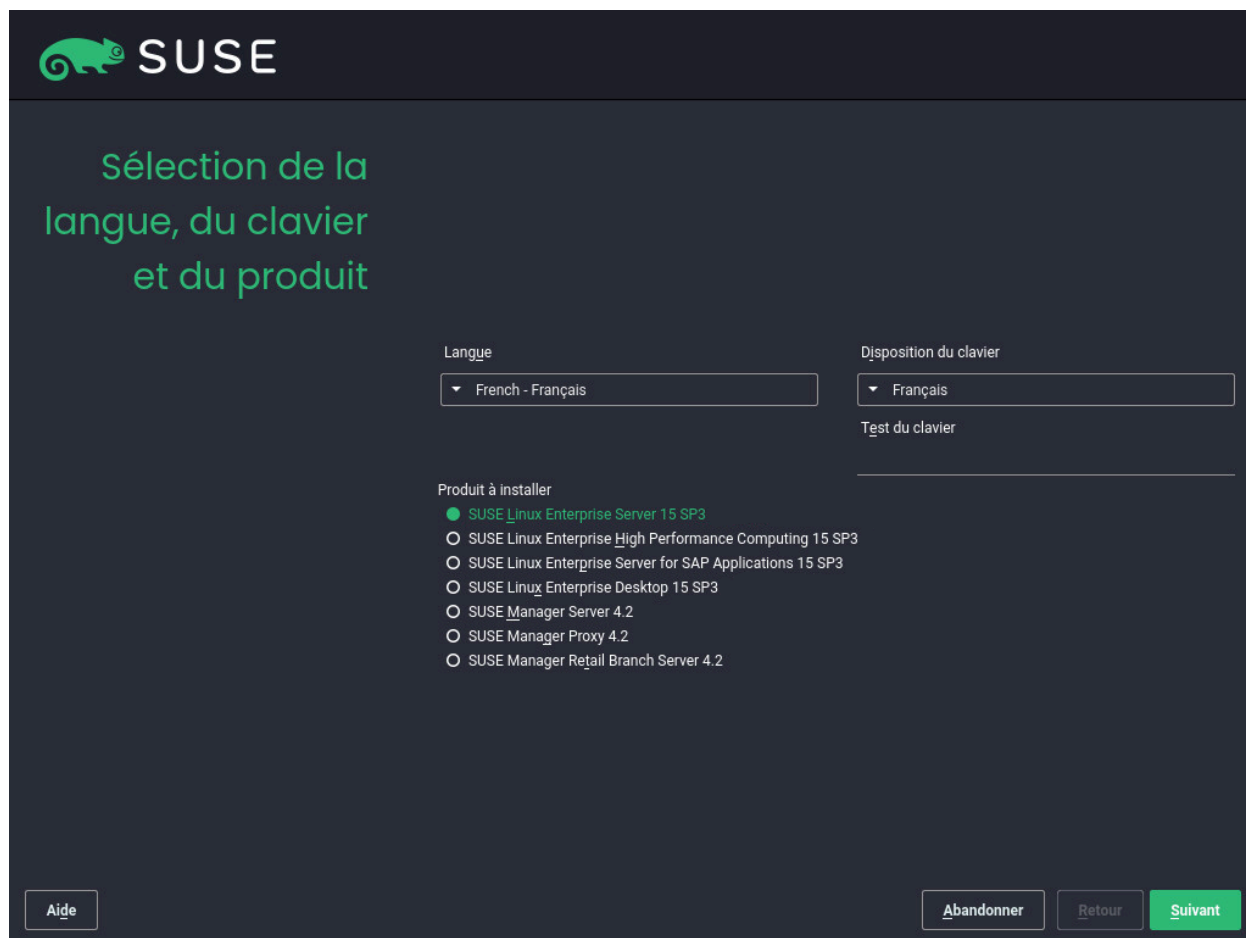 SUSE
Sélection de la
langue, du clavier
et du produit
Langue
French - Français
Disposition du clavier
Français
Test du clavier
Produit à installer
SUSE Linux Enterprise Server 15 SP3
SUSE Linux Enterprise High Performance Computing 15 SP3
SUSE Linux Enterprise Server for SAP Applications 15 SP3
SUSE Linux Enterprise Desktop 15 SP3
SUSE Manager Server 4.2
SUSE Manager Proxy 4.2
SUSE Manager Retail Branch Server 4.2
Aide
Abandonner
Retour
Suivant